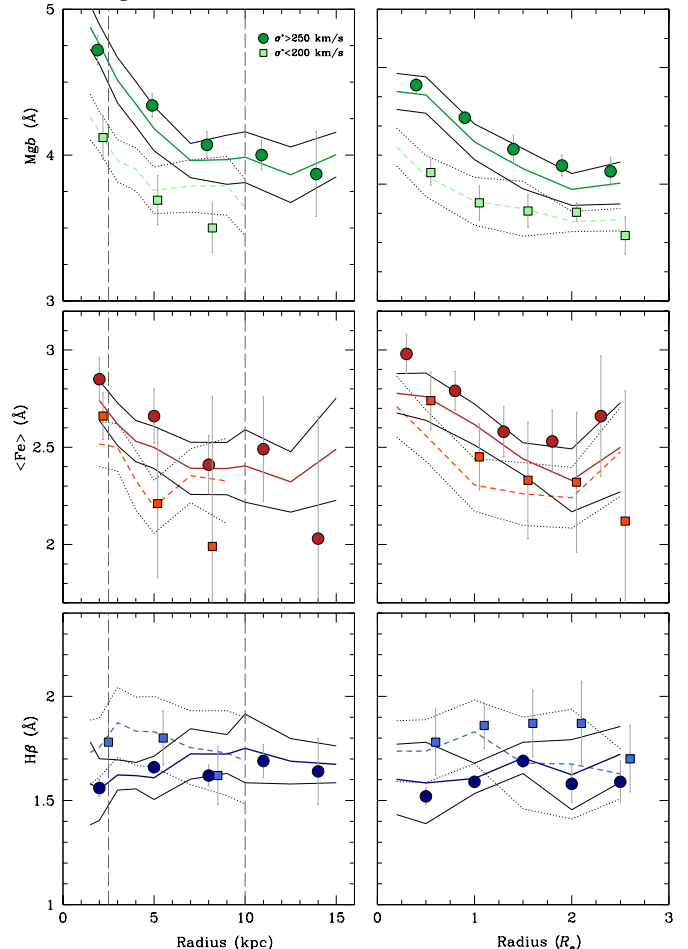 5
σ*>250 km/s
σ*<200 km/s
Mgb (Å)
4
3
3
<Fe> (Å)
2.5
2
2
Hβ (Å)
1.5
1
0 5 10 15 0 1 2 3
Radius (kpc) Radius (Re)